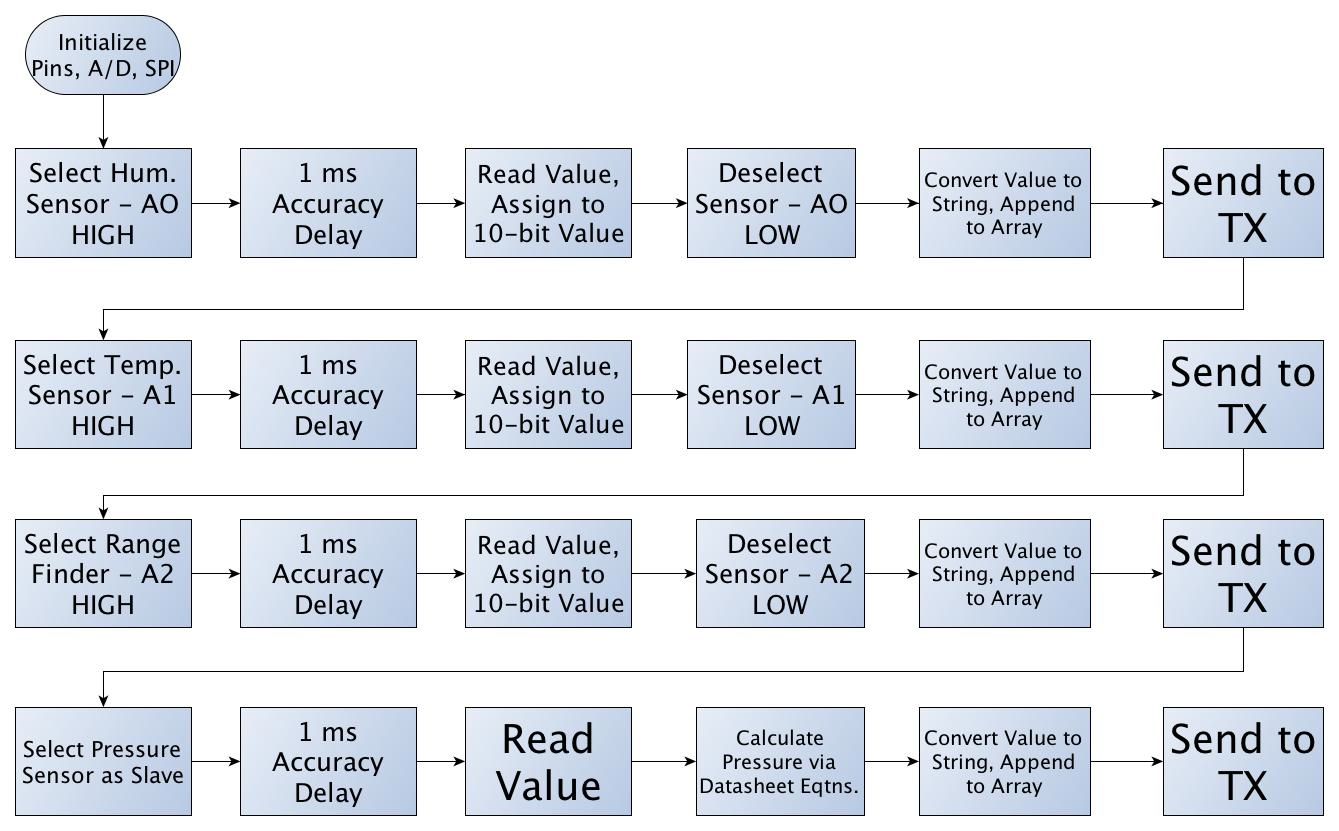 Initialize
Pins, A/D, SPI
Select Hum.
Sensor – AO
HIGH
1 ms
Accuracy
Delay
Read Value,
Assign to
10-bit Value
Deselect
Sensor – AO
LOW
Convert Value to
String, Append
to Array
Send to
TX
Select Temp.
Sensor – A1
HIGH
1 ms
Accuracy
Delay
Read Value,
Assign to
10-bit Value
Deselect
Sensor – A1
LOW
Convert Value to
String, Append
to Array
Send to
TX
Select Range
Finder – A2
HIGH
1 ms
Accuracy
Delay
Read Value,
Assign to
10-bit Value
Deselect
Sensor – A2
LOW
Convert Value to
String, Append
to Array
Send to
TX
Select Pressure
Sensor as Slave
1 ms
Accuracy
Delay
Read
Value
Calculate
Pressure via
Datasheet Eqtns.
Convert Value to
String, Append
to Array
Send to
TX